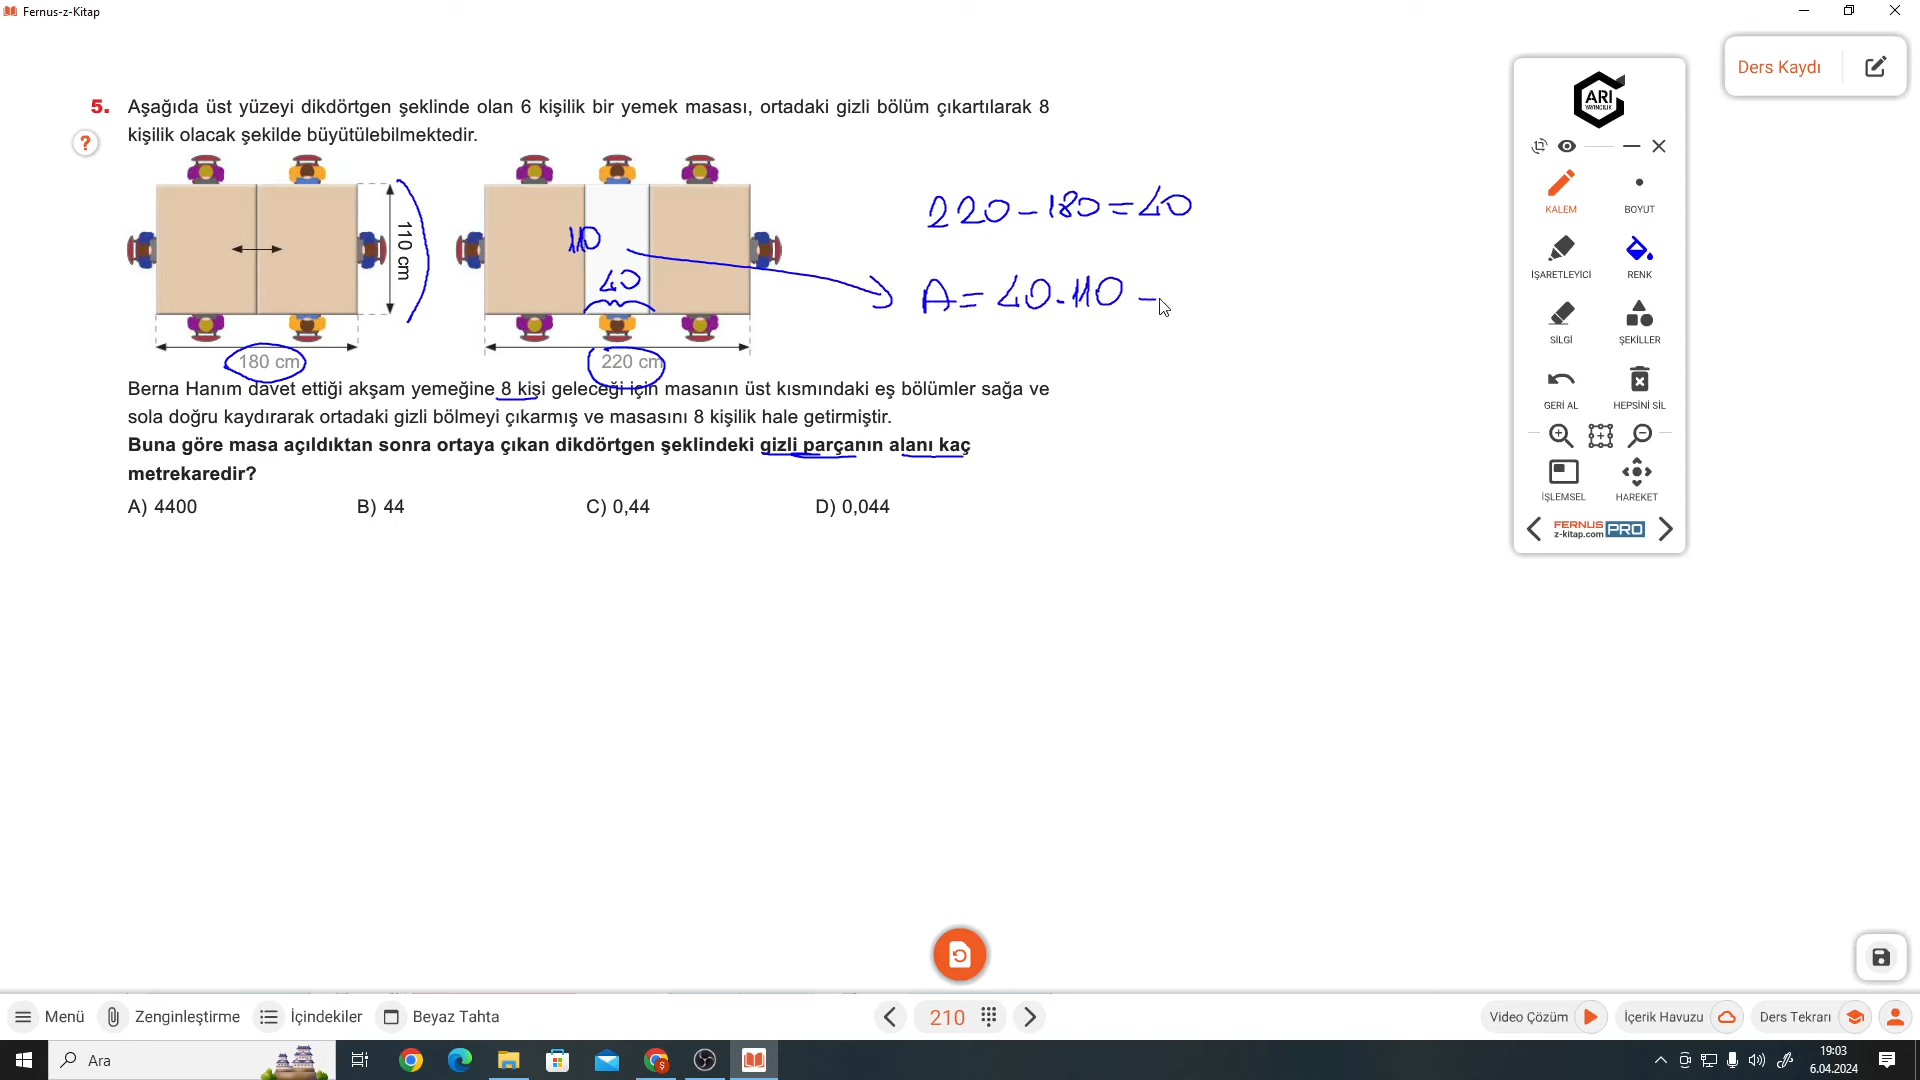 Fernus-z-Kitap
Ders Kaydı
ARI
YAYINCILIK
5. Aşağıda üst yüzeyi dikdörtgen şeklinde olan 6 kişilik bir yemek masası, ortadaki gizli bölüm çıkartılarak 8
kişilik olacak şekilde büyütülebilmektedir.
?
110 cm
110
40
180 cm
220 cm
220-180=40
A=40.110 -
Berna Hanım davet ettiği akşam yemeğine 8 kişi geleceği için masanın üst kısmındaki eş bölümler sağa ve
sola doğru kaydırarak ortadaki gizli bölmeyi çıkarmış ve masasını 8 kişilik hale getirmiştir.
Buna göre masa açıldıktan sonra ortaya çıkan dikdörtgen şeklindeki gizli parçanın alanı kaç
metrekaredir?
A) 4400 B) 44 C) 0,44 D) 0,044
KALEM BOYUT
İŞARETLEYİCİ RENK
SİLGİ ŞEKİLLER
GERİ AL HEPSİNİ SİL
İŞLEMSEL HAREKET
FERNUS PRO
z-kitap.com
Menü Zenginleştirme İçindekiler Beyaz Tahta 210 Video Çözüm İçerik Havuzu Ders Tekrarı
Ara
19:03
6.04.2024